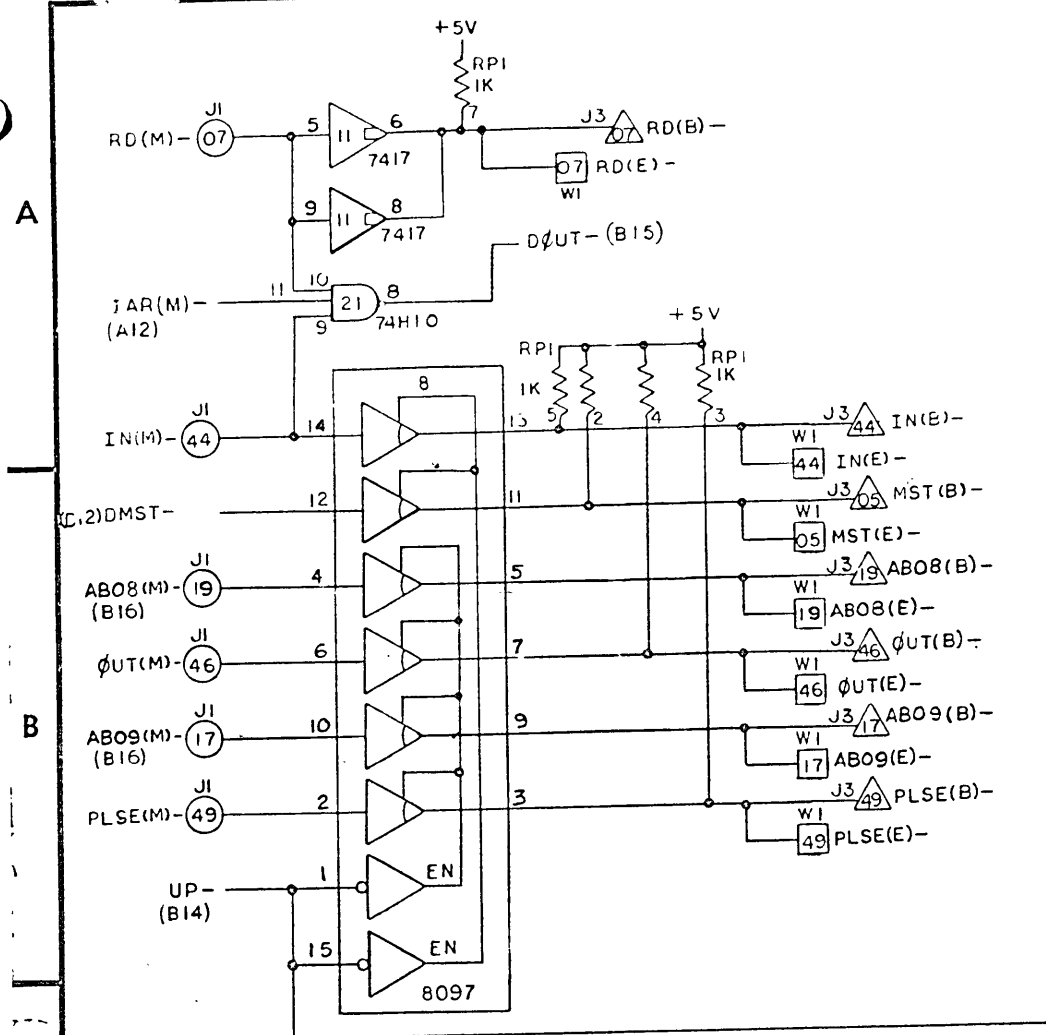 +5V
RP1
1K
7
J1
RD(M)- 07 5 11 6 7417
J3 07 RD(B)-
07 RD(E)-
W1
A
9 11 8 7417
DØUT-(B15)
10
11 21 8
IAR(M)-
(A12)
9 74H10
+5V
RP1 RP1
1K 1K
8
5 2 4 3
J1
IN(M)- 44 14 13 J3 44 IN(B)-
W1
44 IN(E)-
DMST- 12 11 J3 05 MST(B)-
W1
05 MST(E)-
J1
AB08(M)- 19 4 5 J3 19 AB08(B)-
(B16)
W1
19 AB08(E)-
J1
ØUT(M)- 46 6 7 J3 46 ØUT(B)-
W1
46 ØUT(E)-
B
J1
AB09(M)- 17 10 9 J3 17 AB09(B)-
(B16)
W1
17 AB09(E)-
J1
PLSE(M)- 49 2 3 J3 49 PLSE(B)-
W1
49 PLSE(E)-
UP- 1 EN
(B14)
15 EN
8097